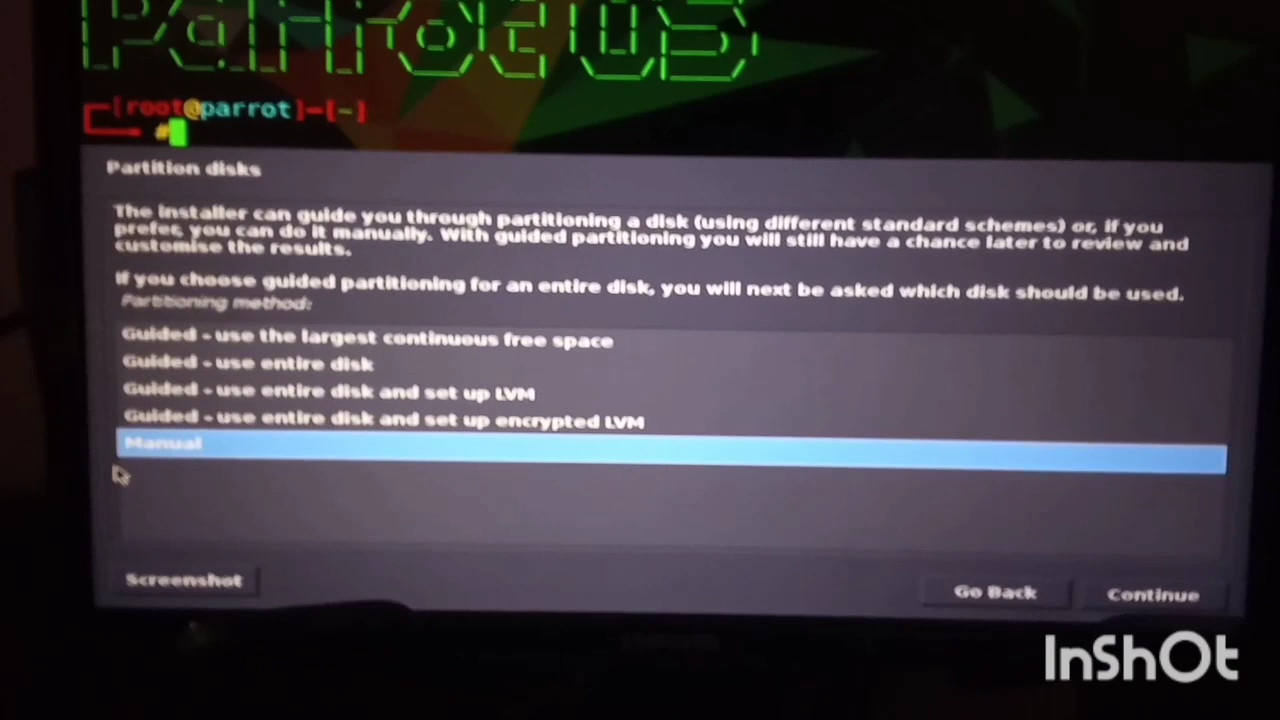 Parrot OS
[root@parrot]─[~]
#
Partition disks
The installer can guide you through partitioning a disk (using different standard schemes) or, if you
prefer, you can do it manually. With guided partitioning you will still have a chance later to review and
customise the results.
If you choose guided partitioning for an entire disk, you will next be asked which disk should be used.
Partitioning method:
Guided - use the largest continuous free space
Guided - use entire disk
Guided - use entire disk and set up LVM
Guided - use entire disk and set up encrypted LVM
Manual
Screenshot
Go Back
Continue
InShOt